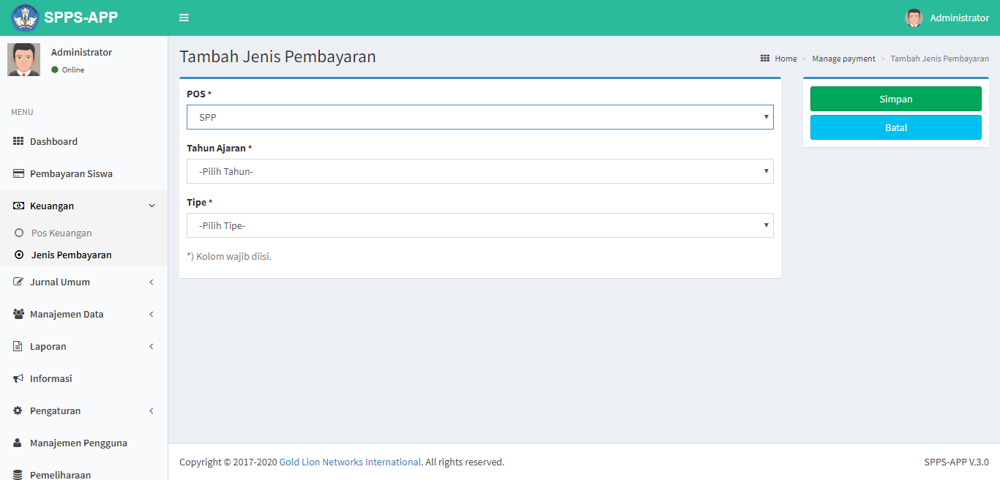 SPPS-APP
Administrator
Administrator
Online
MENU
Dashboard
Pembayaran Siswa
Keuangan
Pos Keuangan
Jenis Pembayaran
Jurnal Umum
Manajemen Data
Laporan
Informasi
Pengaturan
Manajemen Pengguna
Pemeliharaan
Tambah Jenis Pembayaran
Home > Manage payment > Tambah Jenis Pembayaran
POS *
SPP
Tahun Ajaran *
-Pilih Tahun-
Tipe *
-Pilih Tipe-
*) Kolom wajib diisi.
Simpan
Batal
Copyright © 2017-2020 Gold Lion Networks International. All rights reserved.
SPPS-APP V.3.0